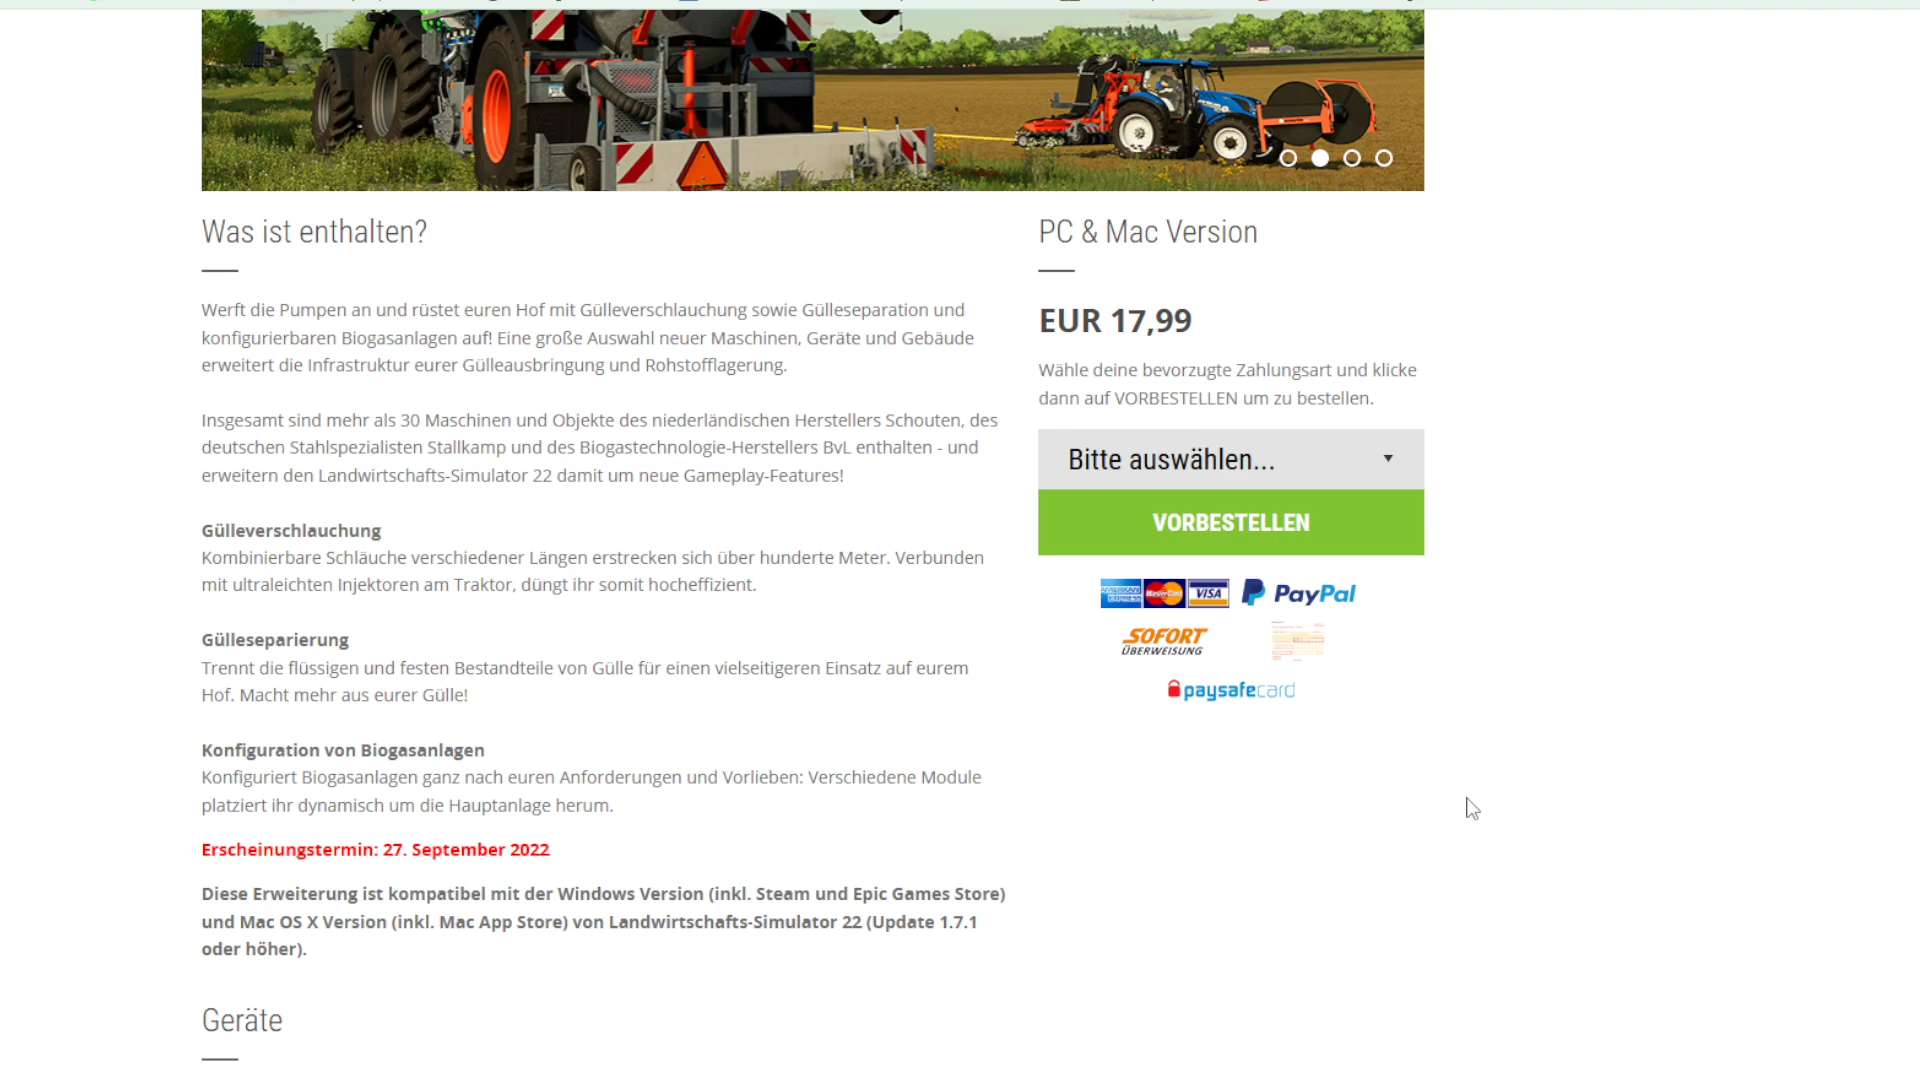 Was ist enthalten?
Werft die Pumpen an und rüstet euren Hof mit Gülleverschlauchung sowie Gülleseparation und
konfigurierbaren Biogasanlagen auf! Eine große Auswahl neuer Maschinen, Geräte und Gebäude
erweitert die Infrastruktur eurer Gülleausbringung und Rohstofflagerung.
Insgesamt sind mehr als 30 Maschinen und Objekte des niederländischen Herstellers Schouten, des
deutschen Stahlspezialisten Stallkamp und des Biogastechnologie-Herstellers BvL enthalten - und
erweitern den Landwirtschafts-Simulator 22 damit um neue Gameplay-Features!
Gülleverschlauchung
Kombinierbare Schläuche verschiedener Längen erstrecken sich über hunderte Meter. Verbunden
mit ultraleichten Injektoren am Traktor, düngt ihr somit hocheffizient.
Gülleseparierung
Trennt die flüssigen und festen Bestandteile von Gülle für einen vielseitigeren Einsatz auf eurem
Hof. Macht mehr aus eurer Gülle!
Konfiguration von Biogasanlagen
Konfiguriert Biogasanlagen ganz nach euren Anforderungen und Vorlieben: Verschiedene Module
platziert ihr dynamisch um die Hauptanlage herum.
Erscheinungstermin: 27. September 2022
Diese Erweiterung ist kompatibel mit der Windows Version (inkl. Steam und Epic Games Store)
und Mac OS X Version (inkl. Mac App Store) von Landwirtschafts-Simulator 22 (Update 1.7.1
oder höher).
Geräte
PC & Mac Version
EUR 17,99
Wähle deine bevorzugte Zahlungsart und klicke
dann auf VORBESTELLEN um zu bestellen.
Bitte auswählen...
VORBESTELLEN
MasterCard VISA PayPal
SOFORT
ÜBERWEISUNG
paysafecard